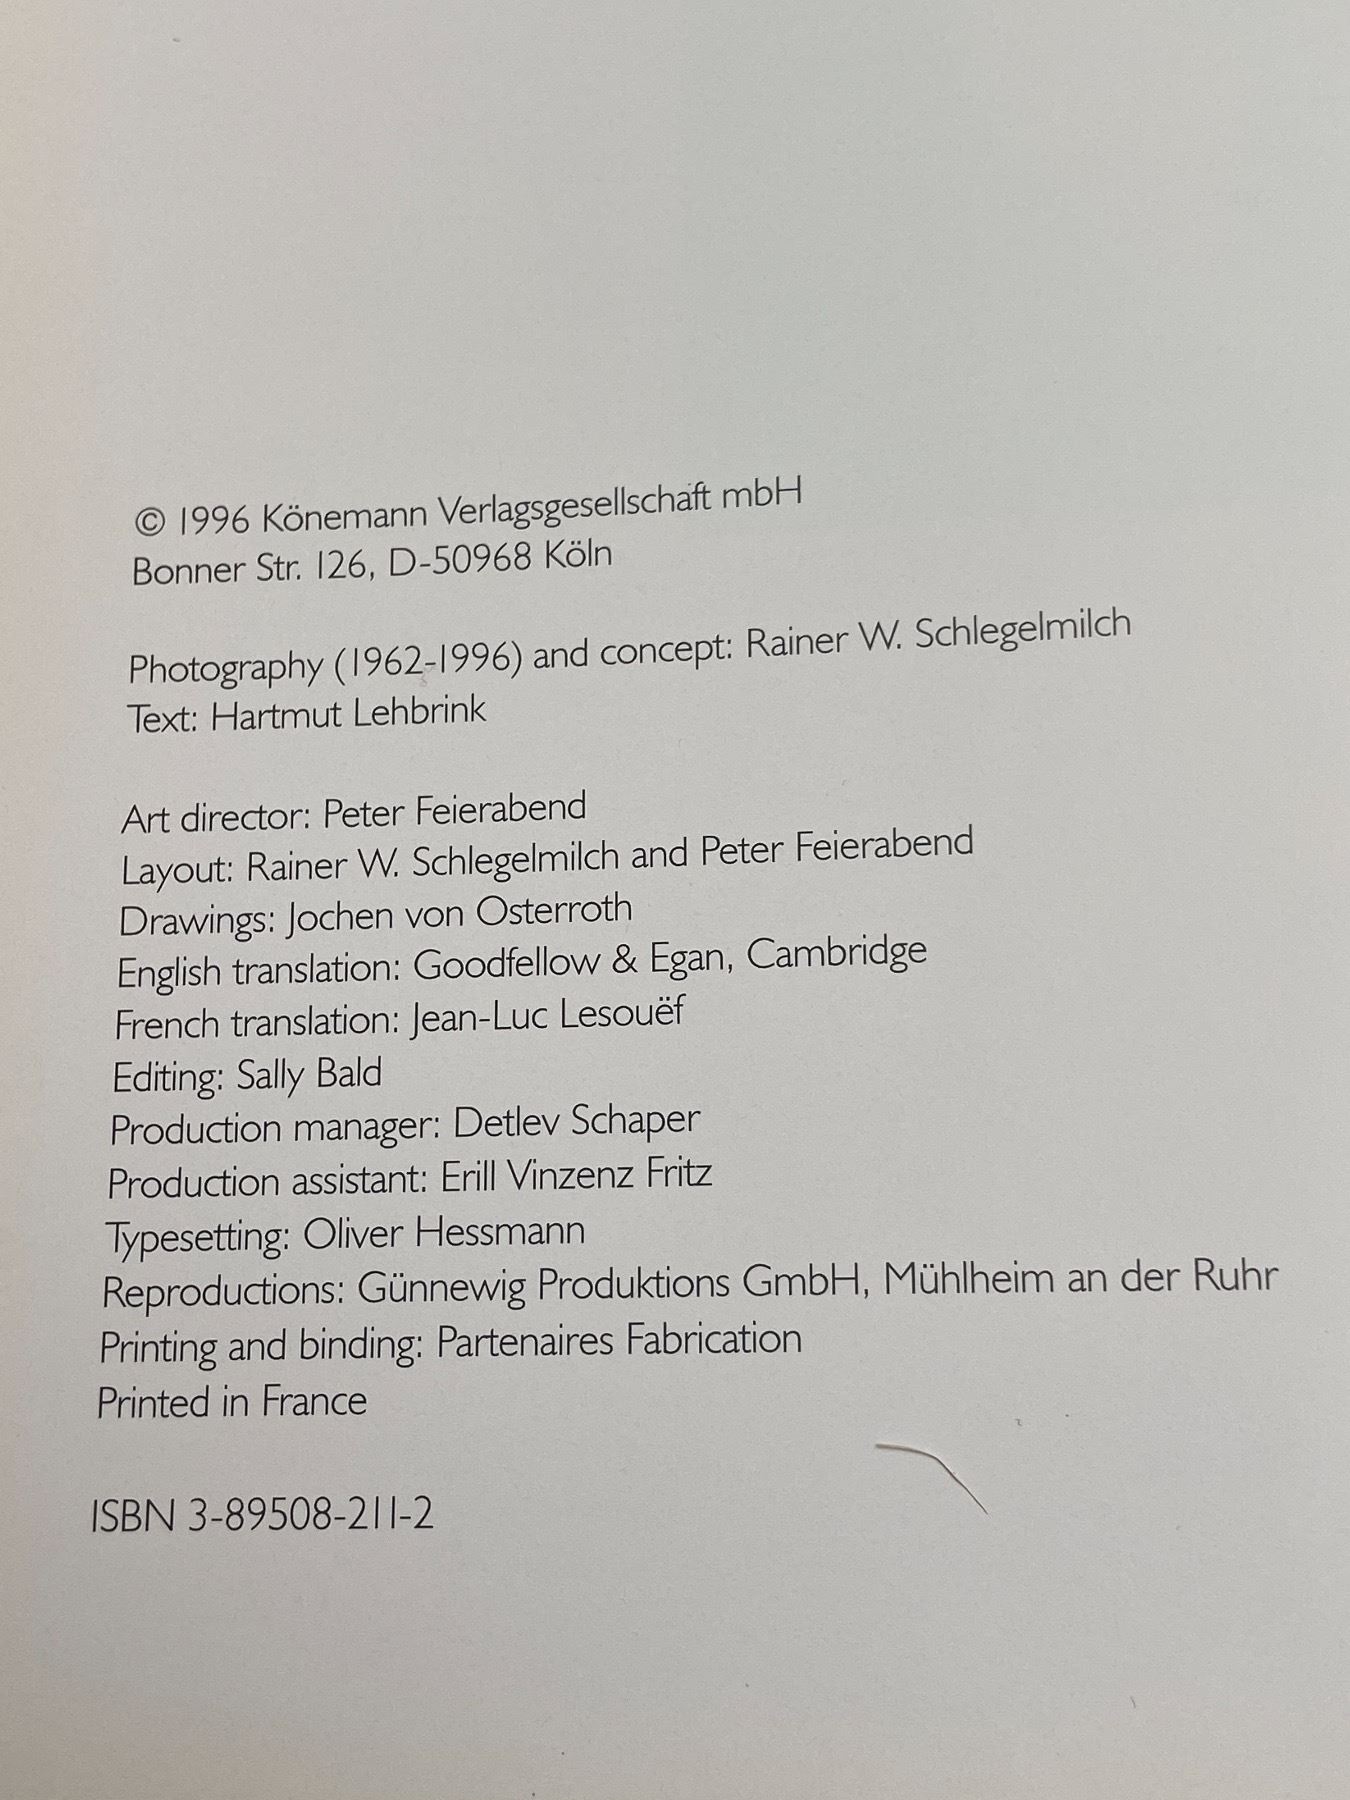 © 1996 Könemann Verlagsgesellschaft mbH
Bonner Str. 126, D-50968 Köln
Photography (1962-1996) and concept: Rainer W. Schlegelmilch
Text: Hartmut Lehbrink
Art director: Peter Feierabend
Layout: Rainer W. Schlegelmilch and Peter Feierabend
Drawings: Jochen von Osterroth
English translation: Goodfellow & Egan, Cambridge
French translation: Jean-Luc Lesouëf
Editing: Sally Bald
Production manager: Detlev Schaper
Production assistant: Erill Vinzenz Fritz
Typesetting: Oliver Hessmann
Reproductions: Günnewig Produktions GmbH, Mühlheim an der Ruhr
Printing and binding: Partenaires Fabrication
Printed in France
ISBN 3-89508-211-2